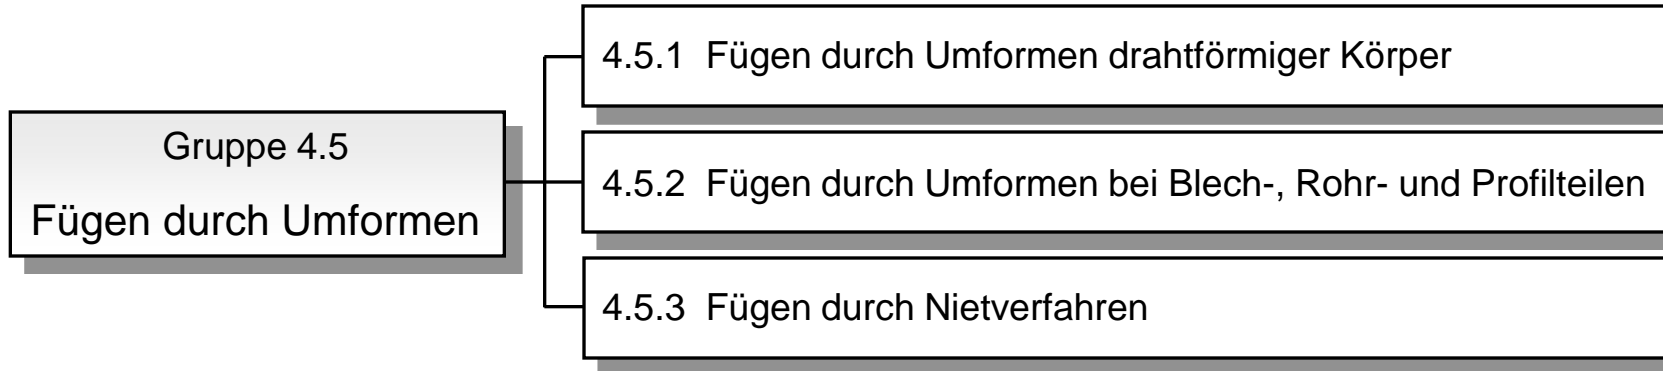 Gruppe 4.5
Fügen durch Umformen
4.5.1 Fügen durch Umformen drahtförmiger Körper
4.5.2 Fügen durch Umformen bei Blech-, Rohr- und Profilteilen
4.5.3 Fügen durch Nietverfahren